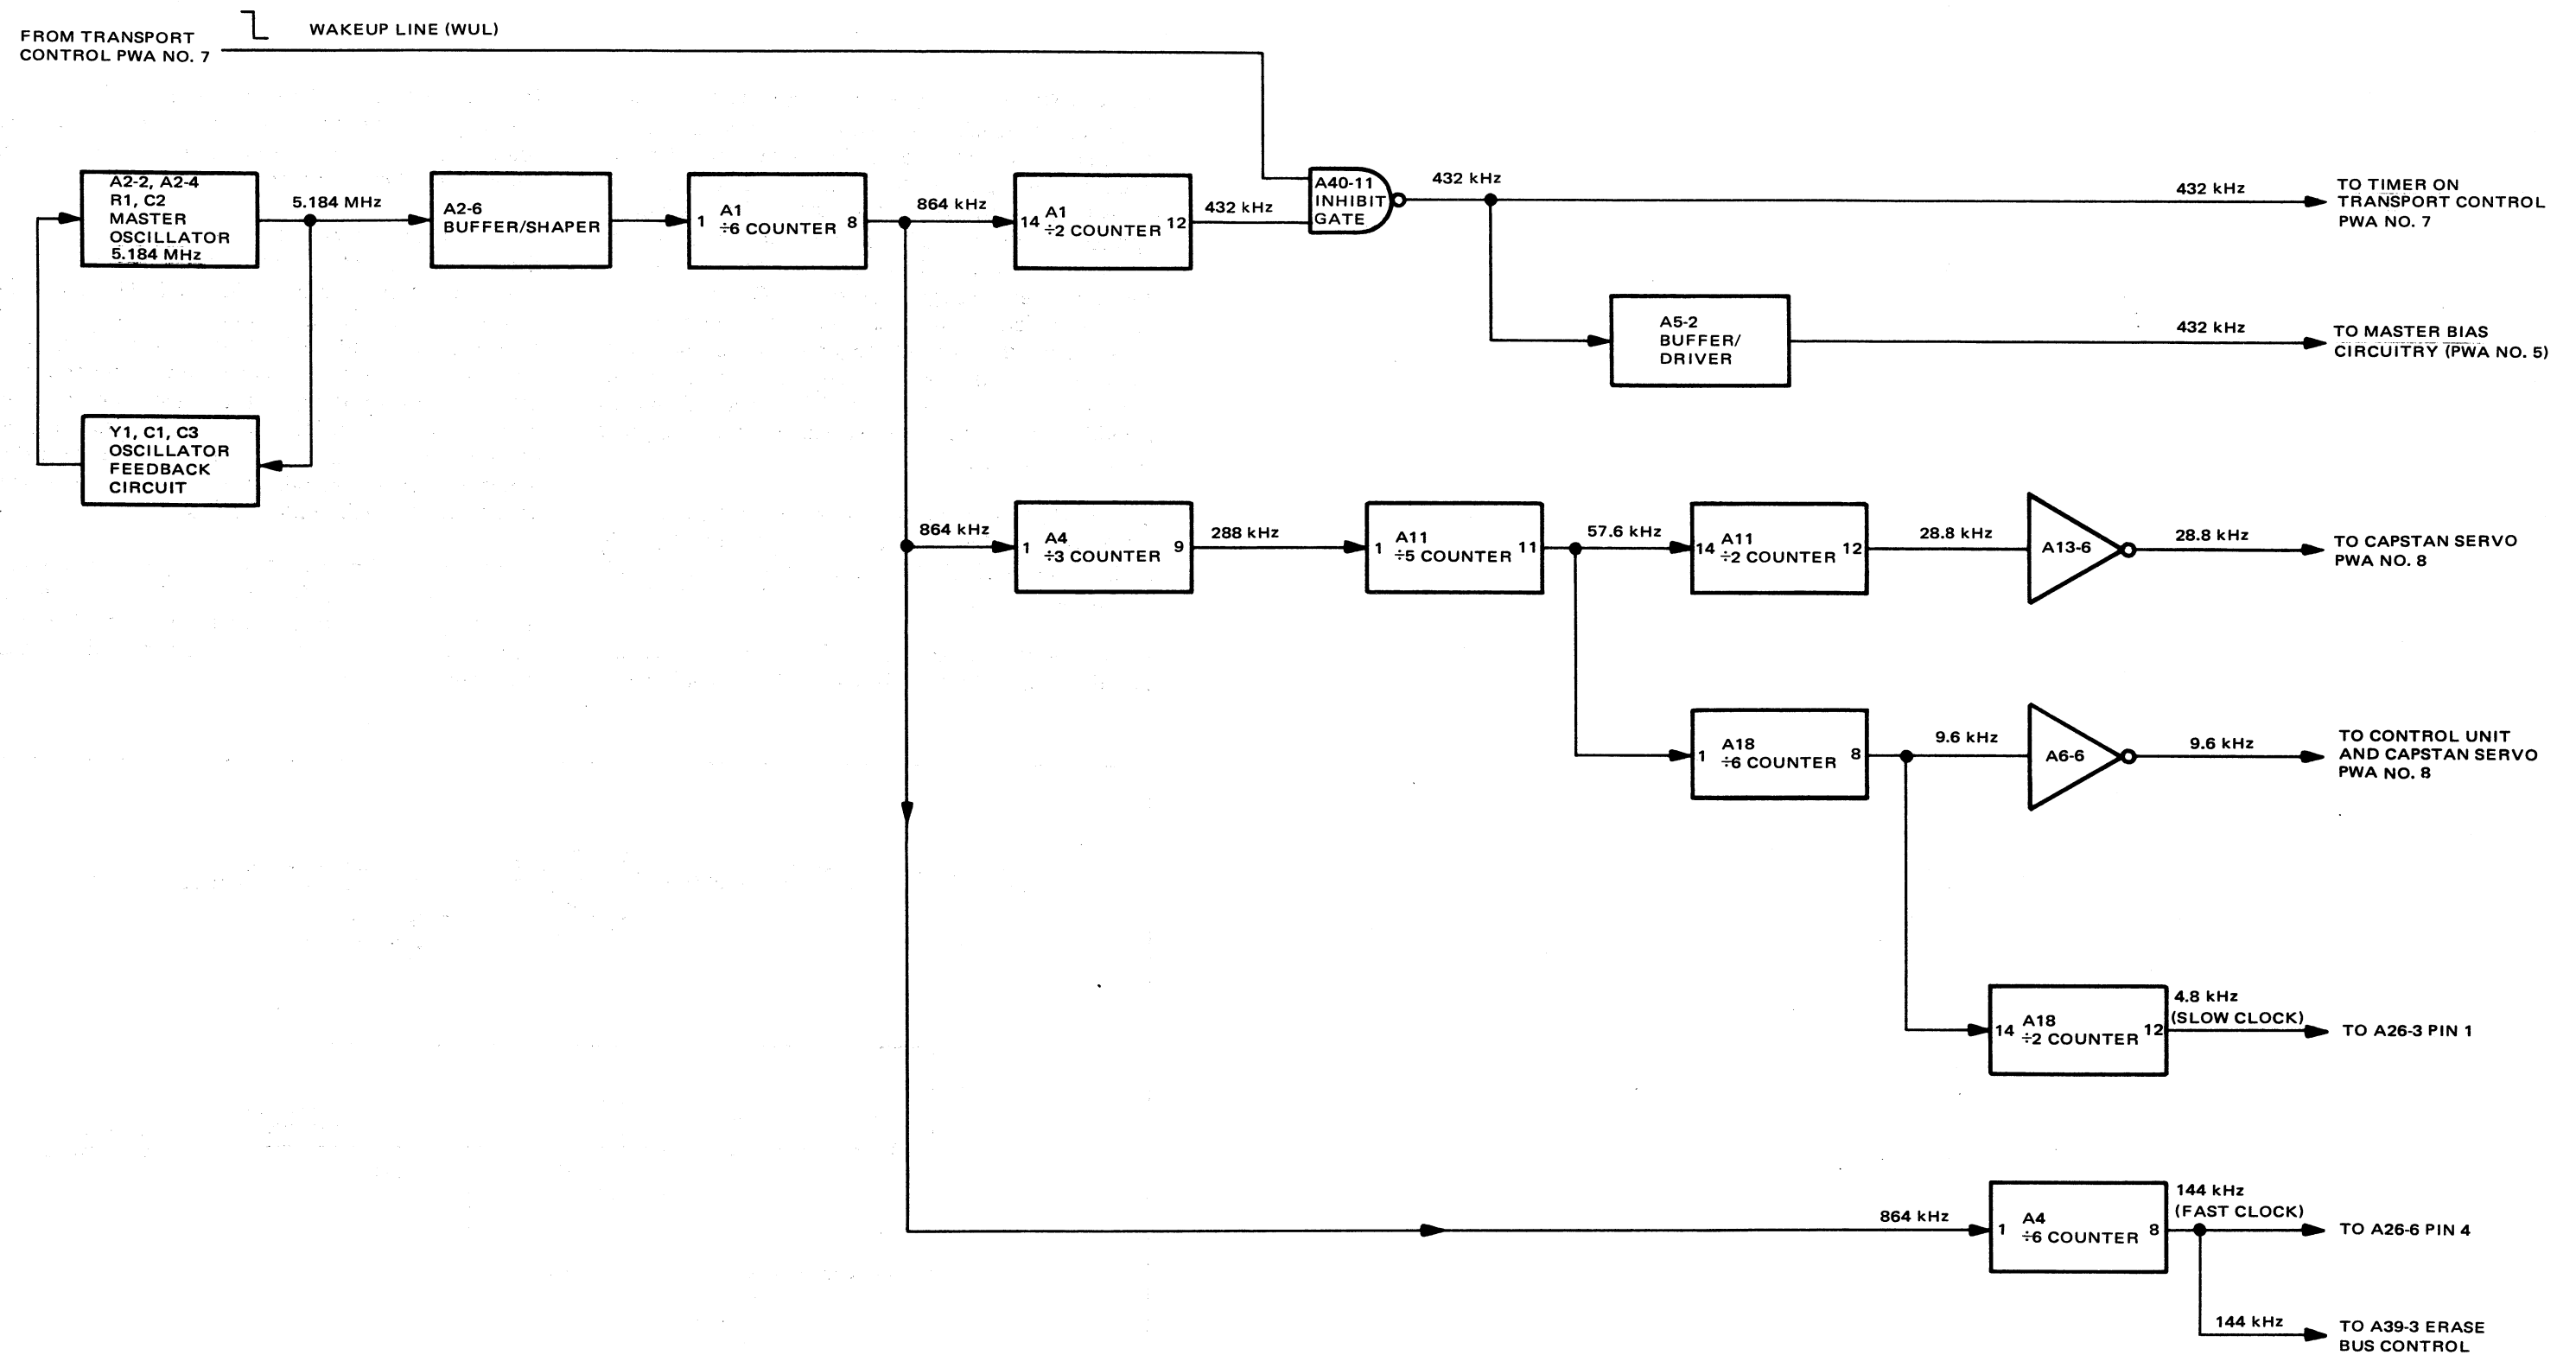 FROM TRANSPORT
CONTROL PWA NO. 7
WAKEUP LINE (WUL)
A2-2, A2-4
R1, C2
MASTER
OSCILLATOR
5.184 MHz
5.184 MHz
A2-6
BUFFER/SHAPER
1
A1
÷6 COUNTER
8
864 kHz
14
A1
÷2 COUNTER
12
432 kHz
A40-11
INHIBIT
GATE
432 kHz
432 kHz
TO TIMER ON
TRANSPORT CONTROL
PWA NO. 7
A5-2
BUFFER/
DRIVER
432 kHz
TO MASTER BIAS
CIRCUITRY (PWA NO. 5)
Y1, C1, C3
OSCILLATOR
FEEDBACK
CIRCUIT
864 kHz
1
A4
÷3 COUNTER
9
288 kHz
1
A11
÷5 COUNTER
11
57.6 kHz
14
A11
÷2 COUNTER
12
28.8 kHz
A13-6
28.8 kHz
TO CAPSTAN SERVO
PWA NO. 8
1
A18
÷6 COUNTER
8
9.6 kHz
A6-6
9.6 kHz
TO CONTROL UNIT
AND CAPSTAN SERVO
PWA NO. 8
14
A18
÷2 COUNTER
12
4.8 kHz
(SLOW CLOCK)
TO A26-3 PIN 1
864 kHz
1
A4
÷6 COUNTER
8
144 kHz
(FAST CLOCK)
TO A26-6 PIN 4
144 kHz
TO A39-3 ERASE
BUS CONTROL